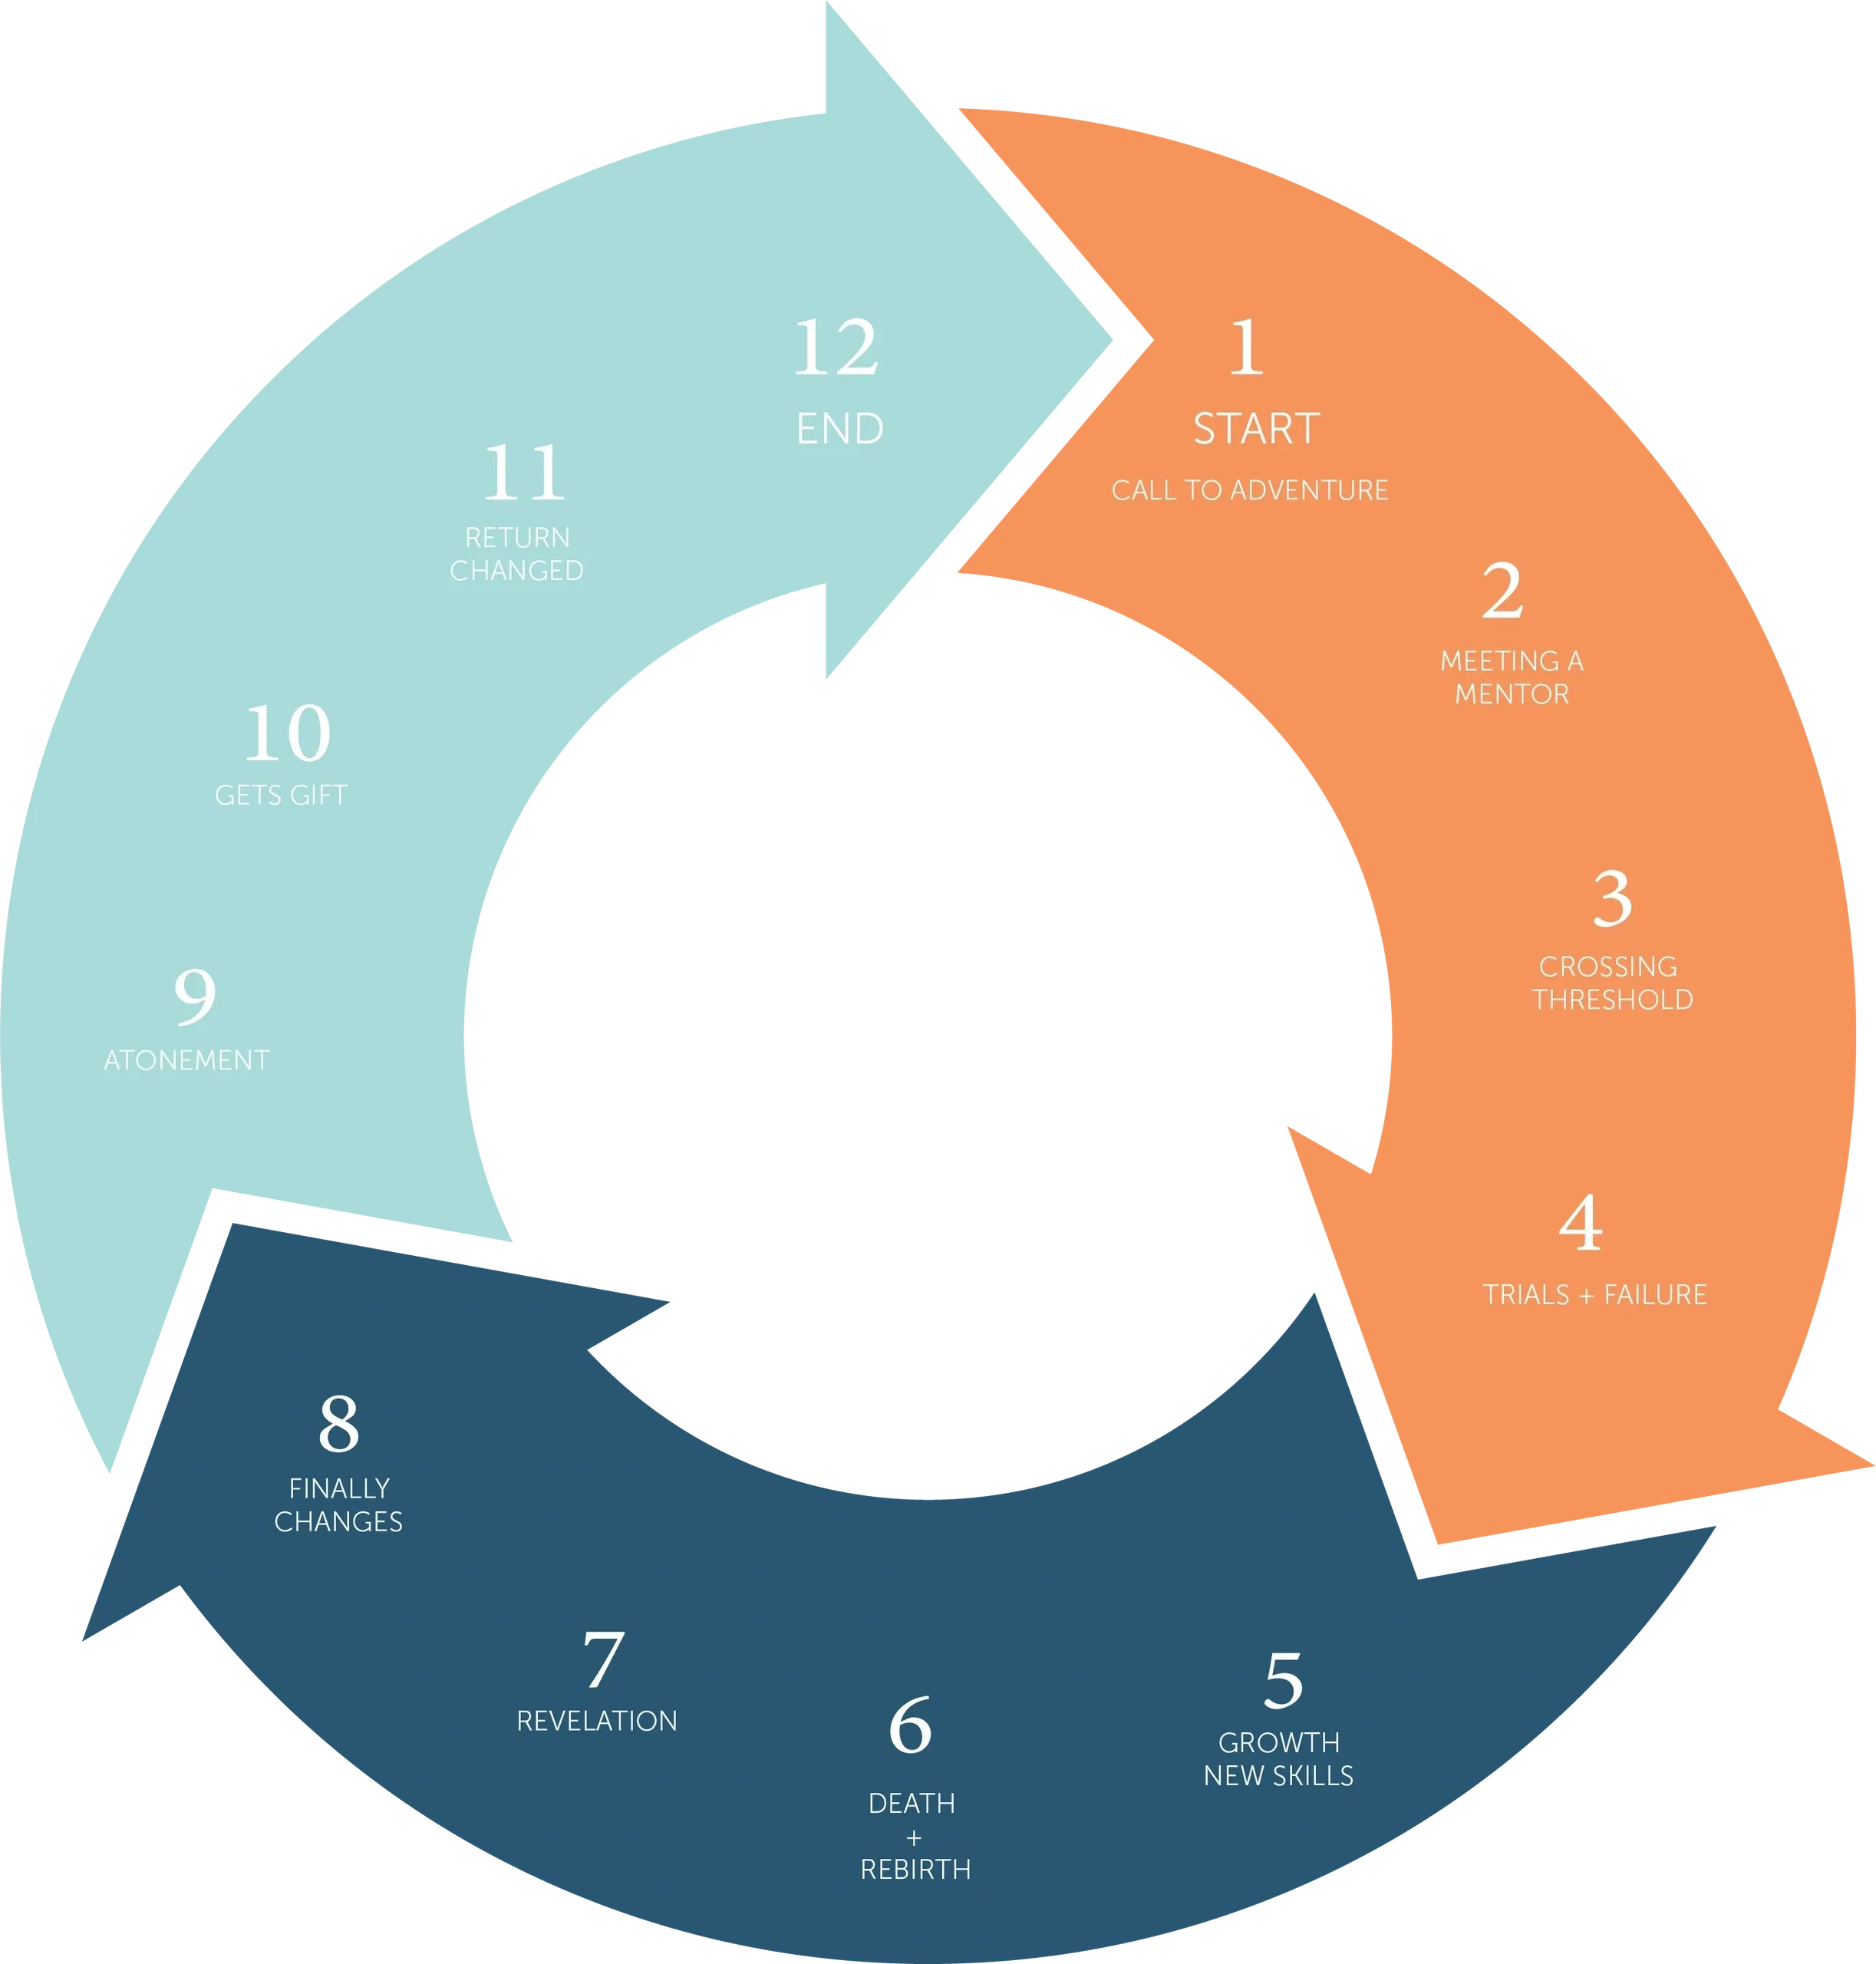 1
START
CALL TO ADVENTURE
2
MEETING A
MENTOR
3
CROSSING
THRESHOLD
4
TRIALS + FAILURE
5
GROWTH
NEW SKILLS
6
DEATH
+
REBIRTH
7
REVELATION
8
FINALLY
CHANGES
9
ATONEMENT
10
GETS GIFT
11
RETURN
CHANGED
12
END